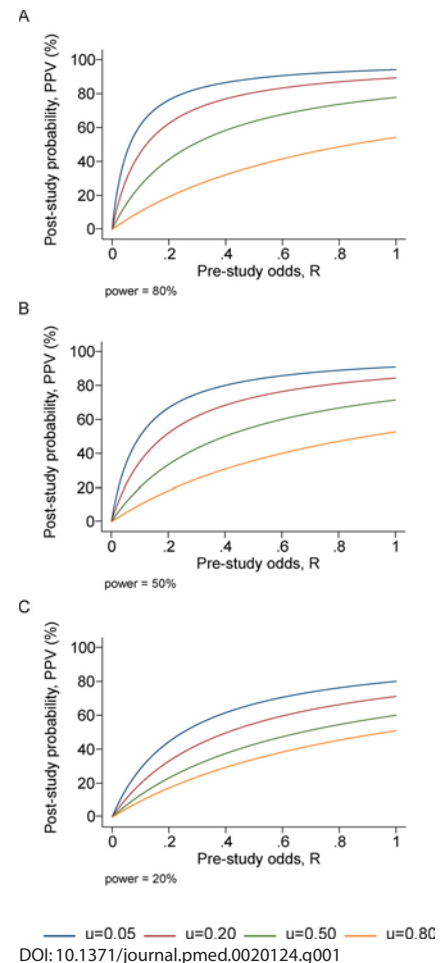 A
Post-study probability, PPV (%)
100
80
60
40
20
0
0 .2 .4 .6 .8 1
Pre-study odds, R
power = 80%
B
Post-study probability, PPV (%)
100
80
60
40
20
0
0 .2 .4 .6 .8 1
Pre-study odds, R
power = 50%
C
Post-study probability, PPV (%)
100
80
60
40
20
0
0 .2 .4 .6 .8 1
Pre-study odds, R
power = 20%
u=0.05 u=0.20 u=0.50 u=0.80
DOI: 10.1371/journal.pmed.0020124.g001